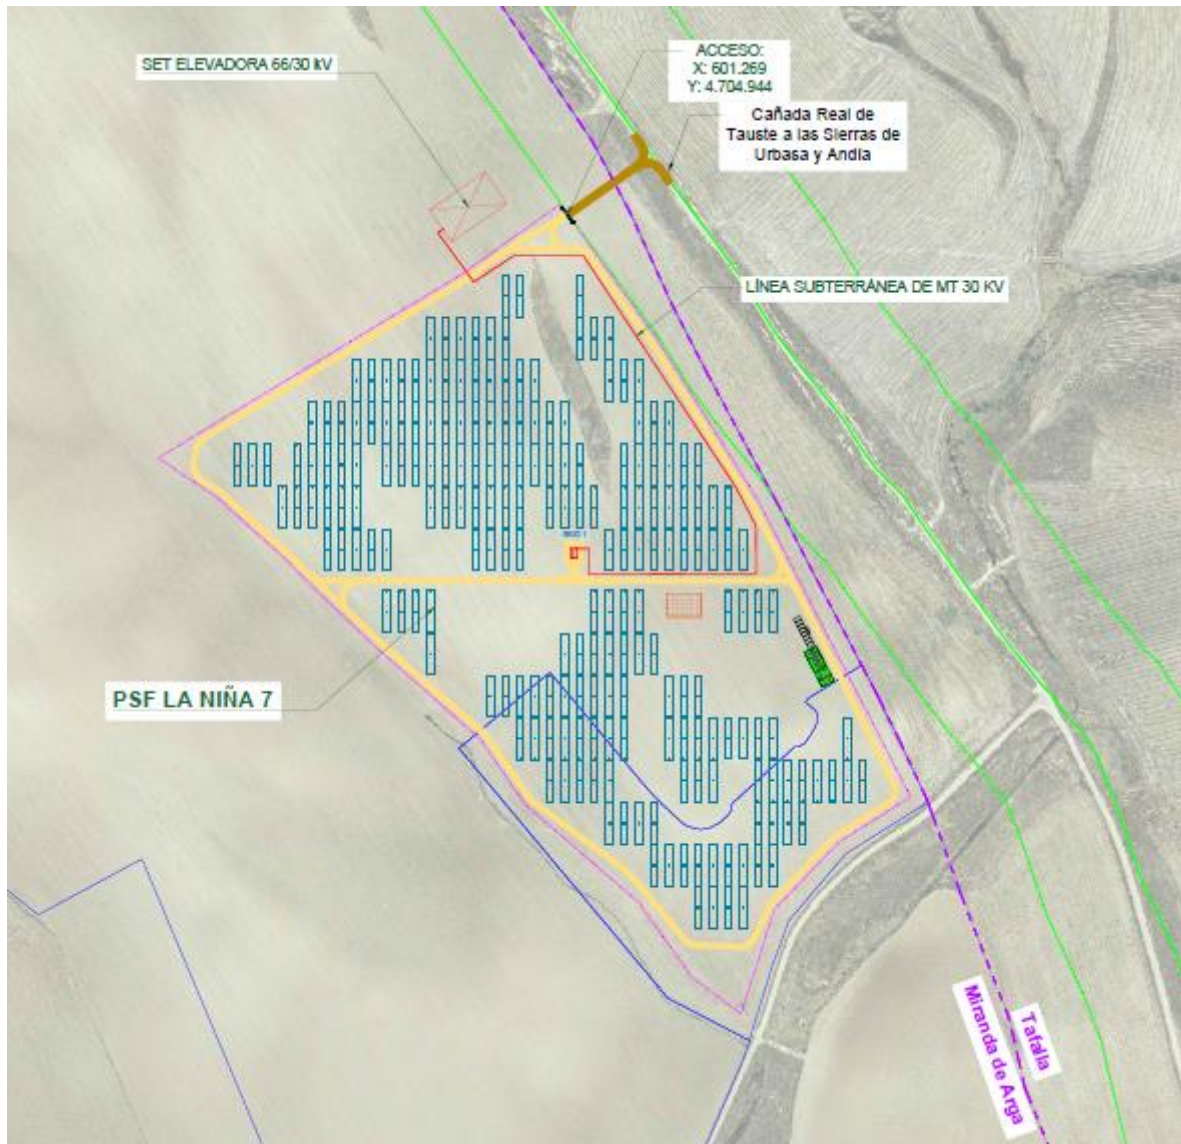 SET ELEVADORA 66/30 kV
ACCESO:
X: 601.269
Y: 4.704.944
Cañada Real de
Tauste a las Sierras de
Urbasa y Andia
LÍNEA SUBTERRÁNEA DE MT 30 KV
PSF LA NIÑA 7
Tafalla
Miranda de Arga